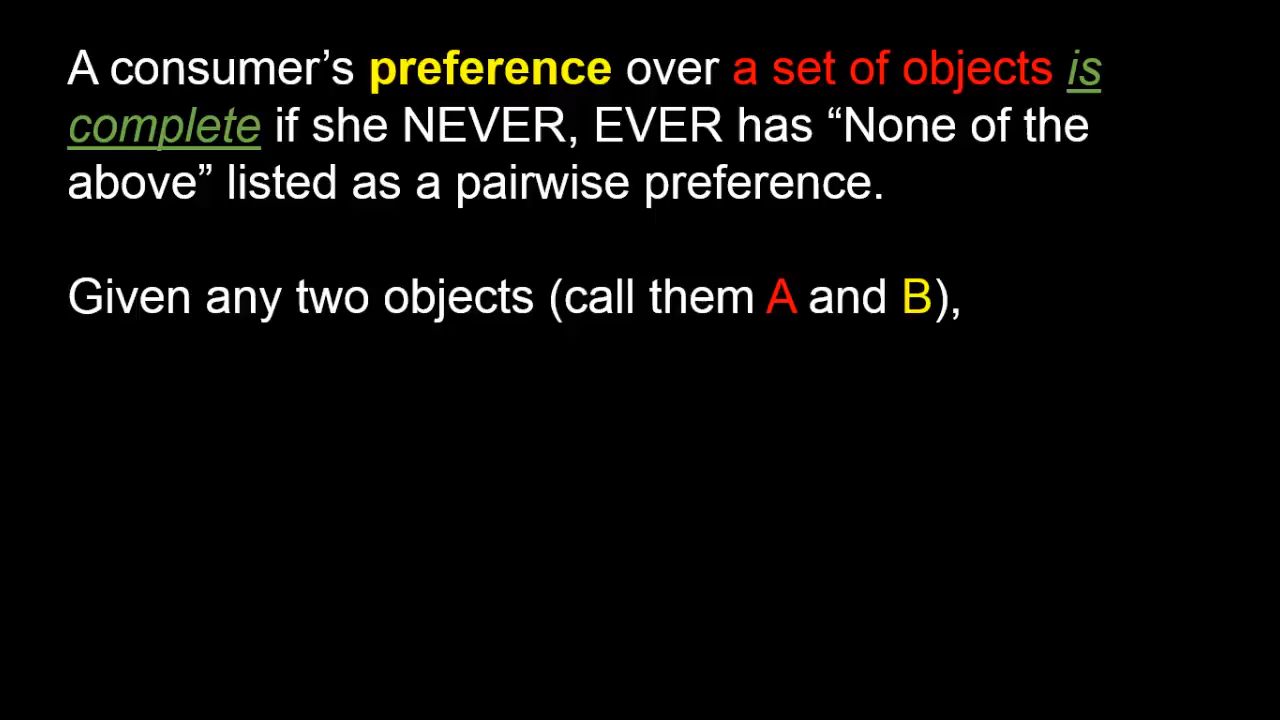 A consumer’s preference over a set of objects is
complete if she NEVER, EVER has “None of the
above” listed as a pairwise preference.
Given any two objects (call them A and B),